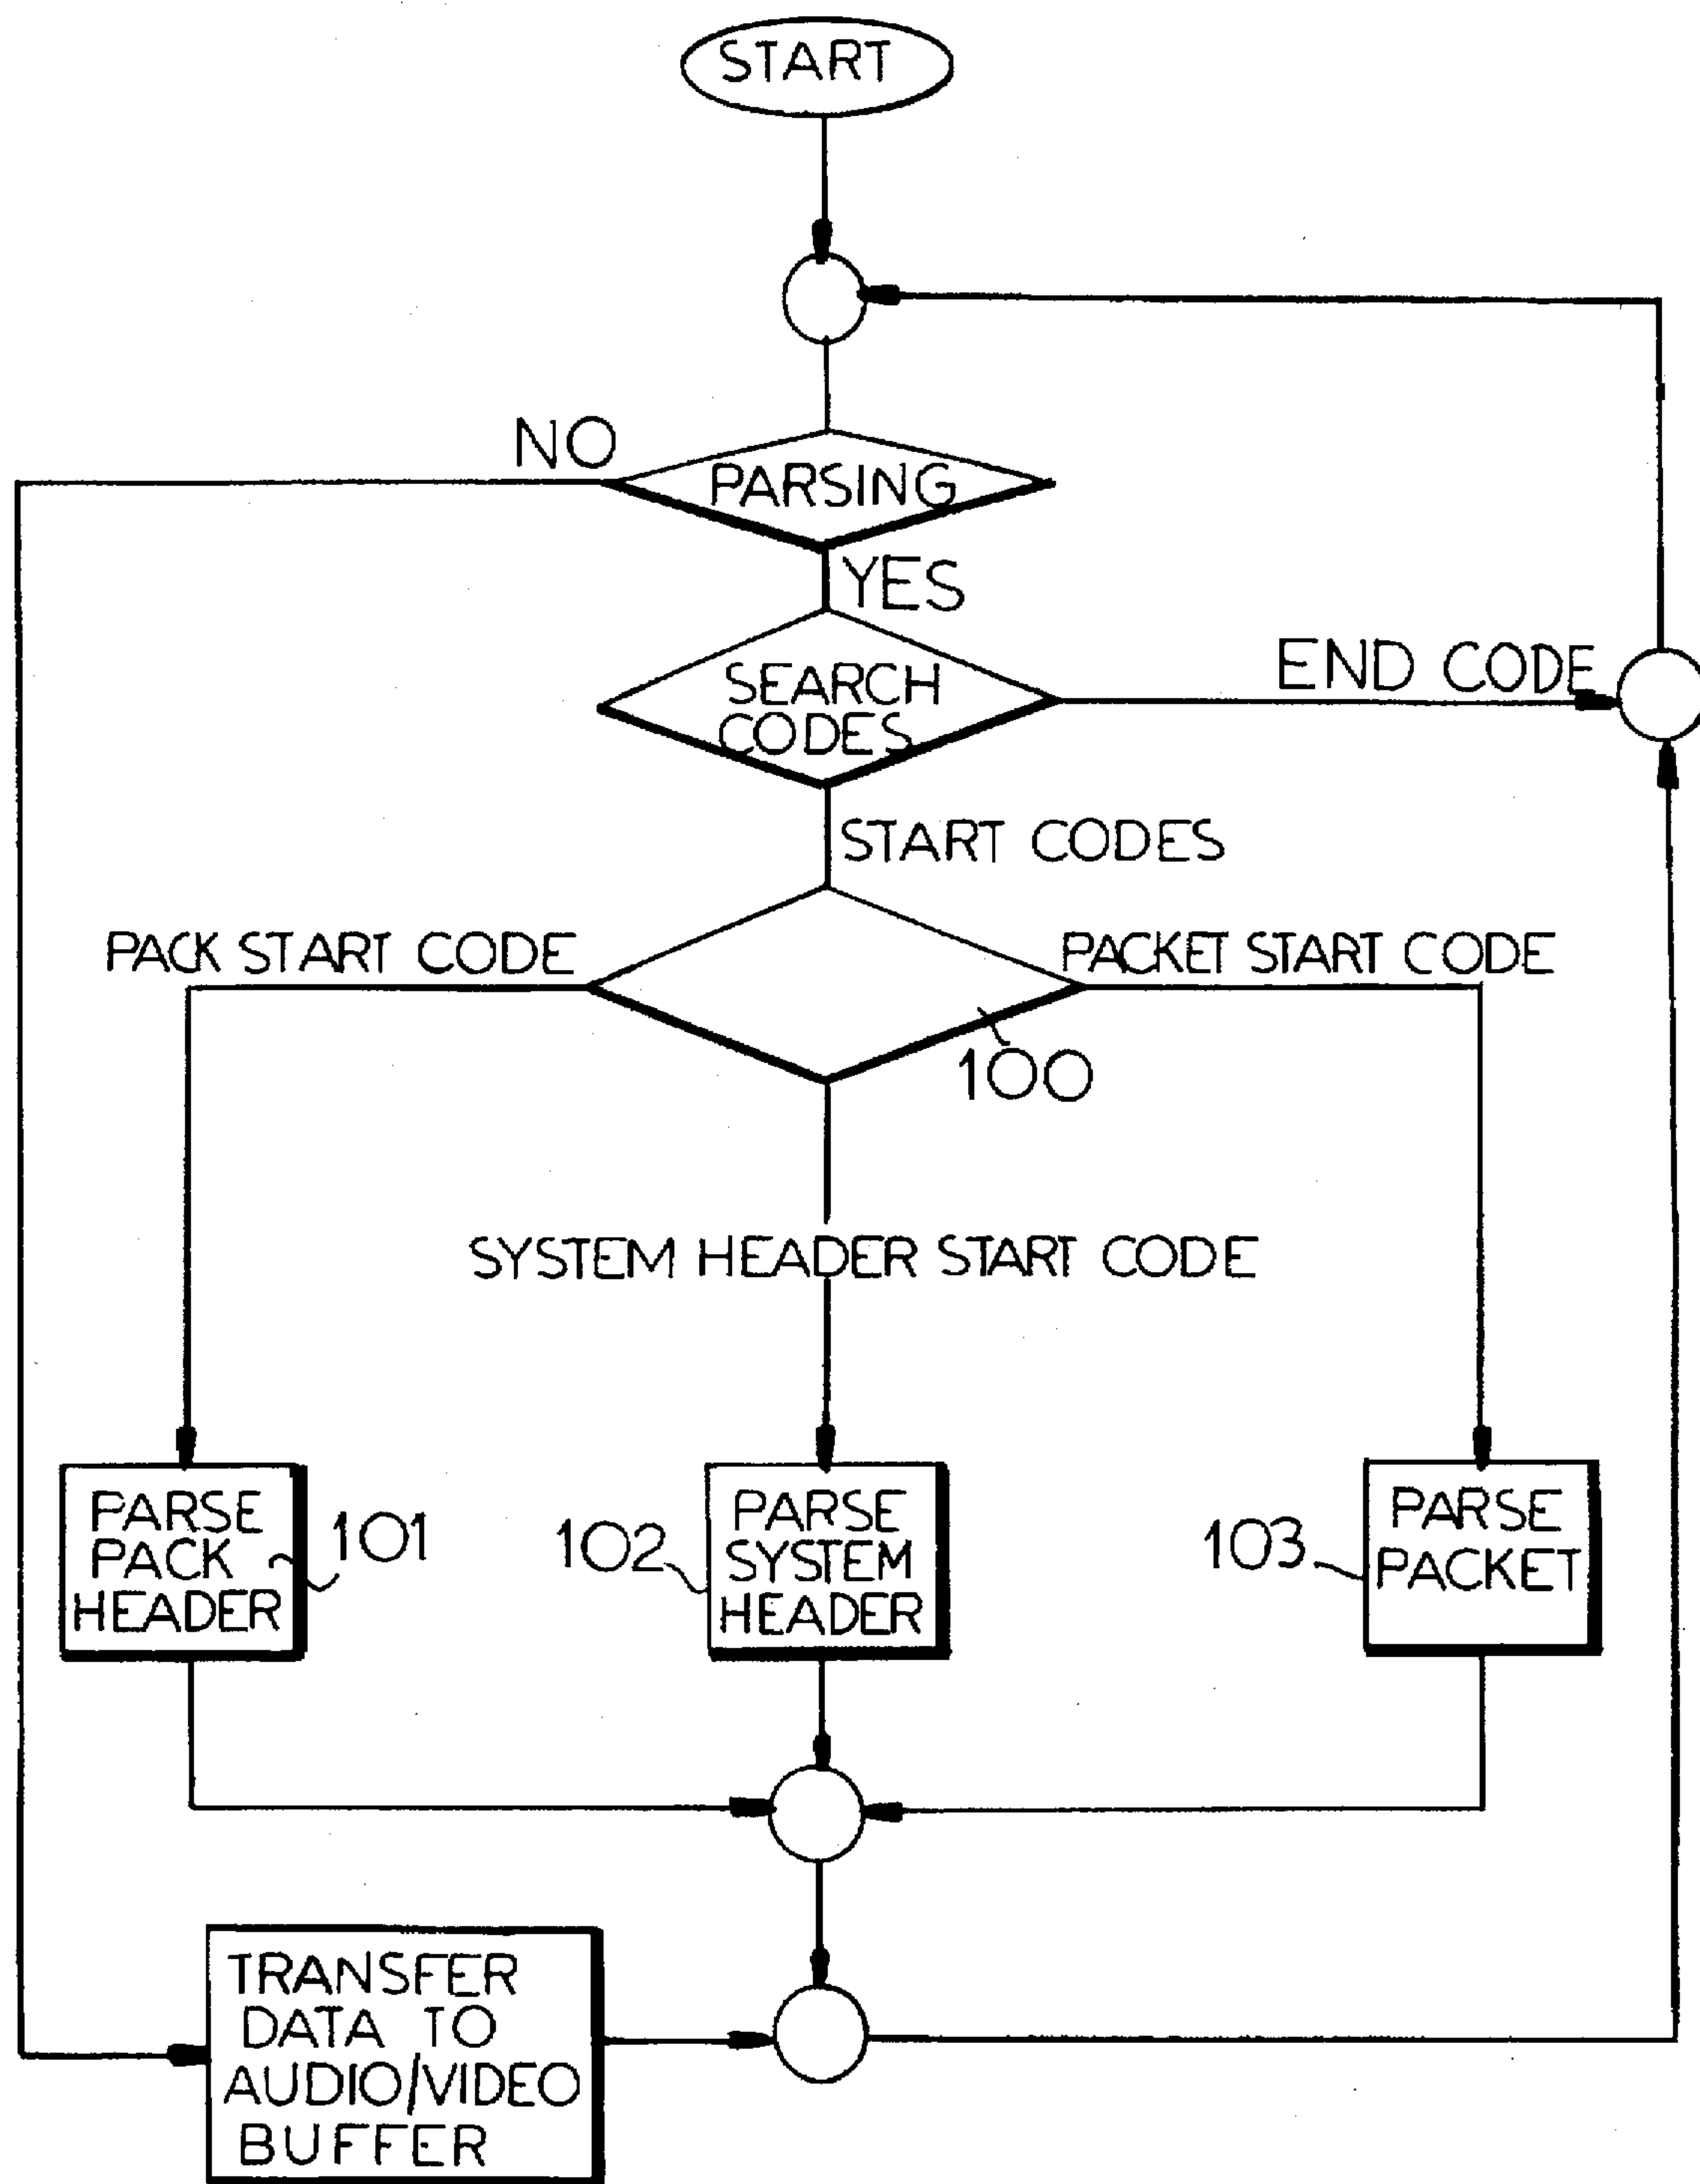 START
NO
PARSING
YES
SEARCH
CODES
END CODE
START CODES
PACK START CODE
PACKET START CODE
100
SYSTEM HEADER START CODE
PARSE
PACK
HEADER
101
102
PARSE
SYSTEM
HEADER
103
PARSE
PACKET
TRANSFER
DATA TO
AUDIO/VIDEO
BUFFER